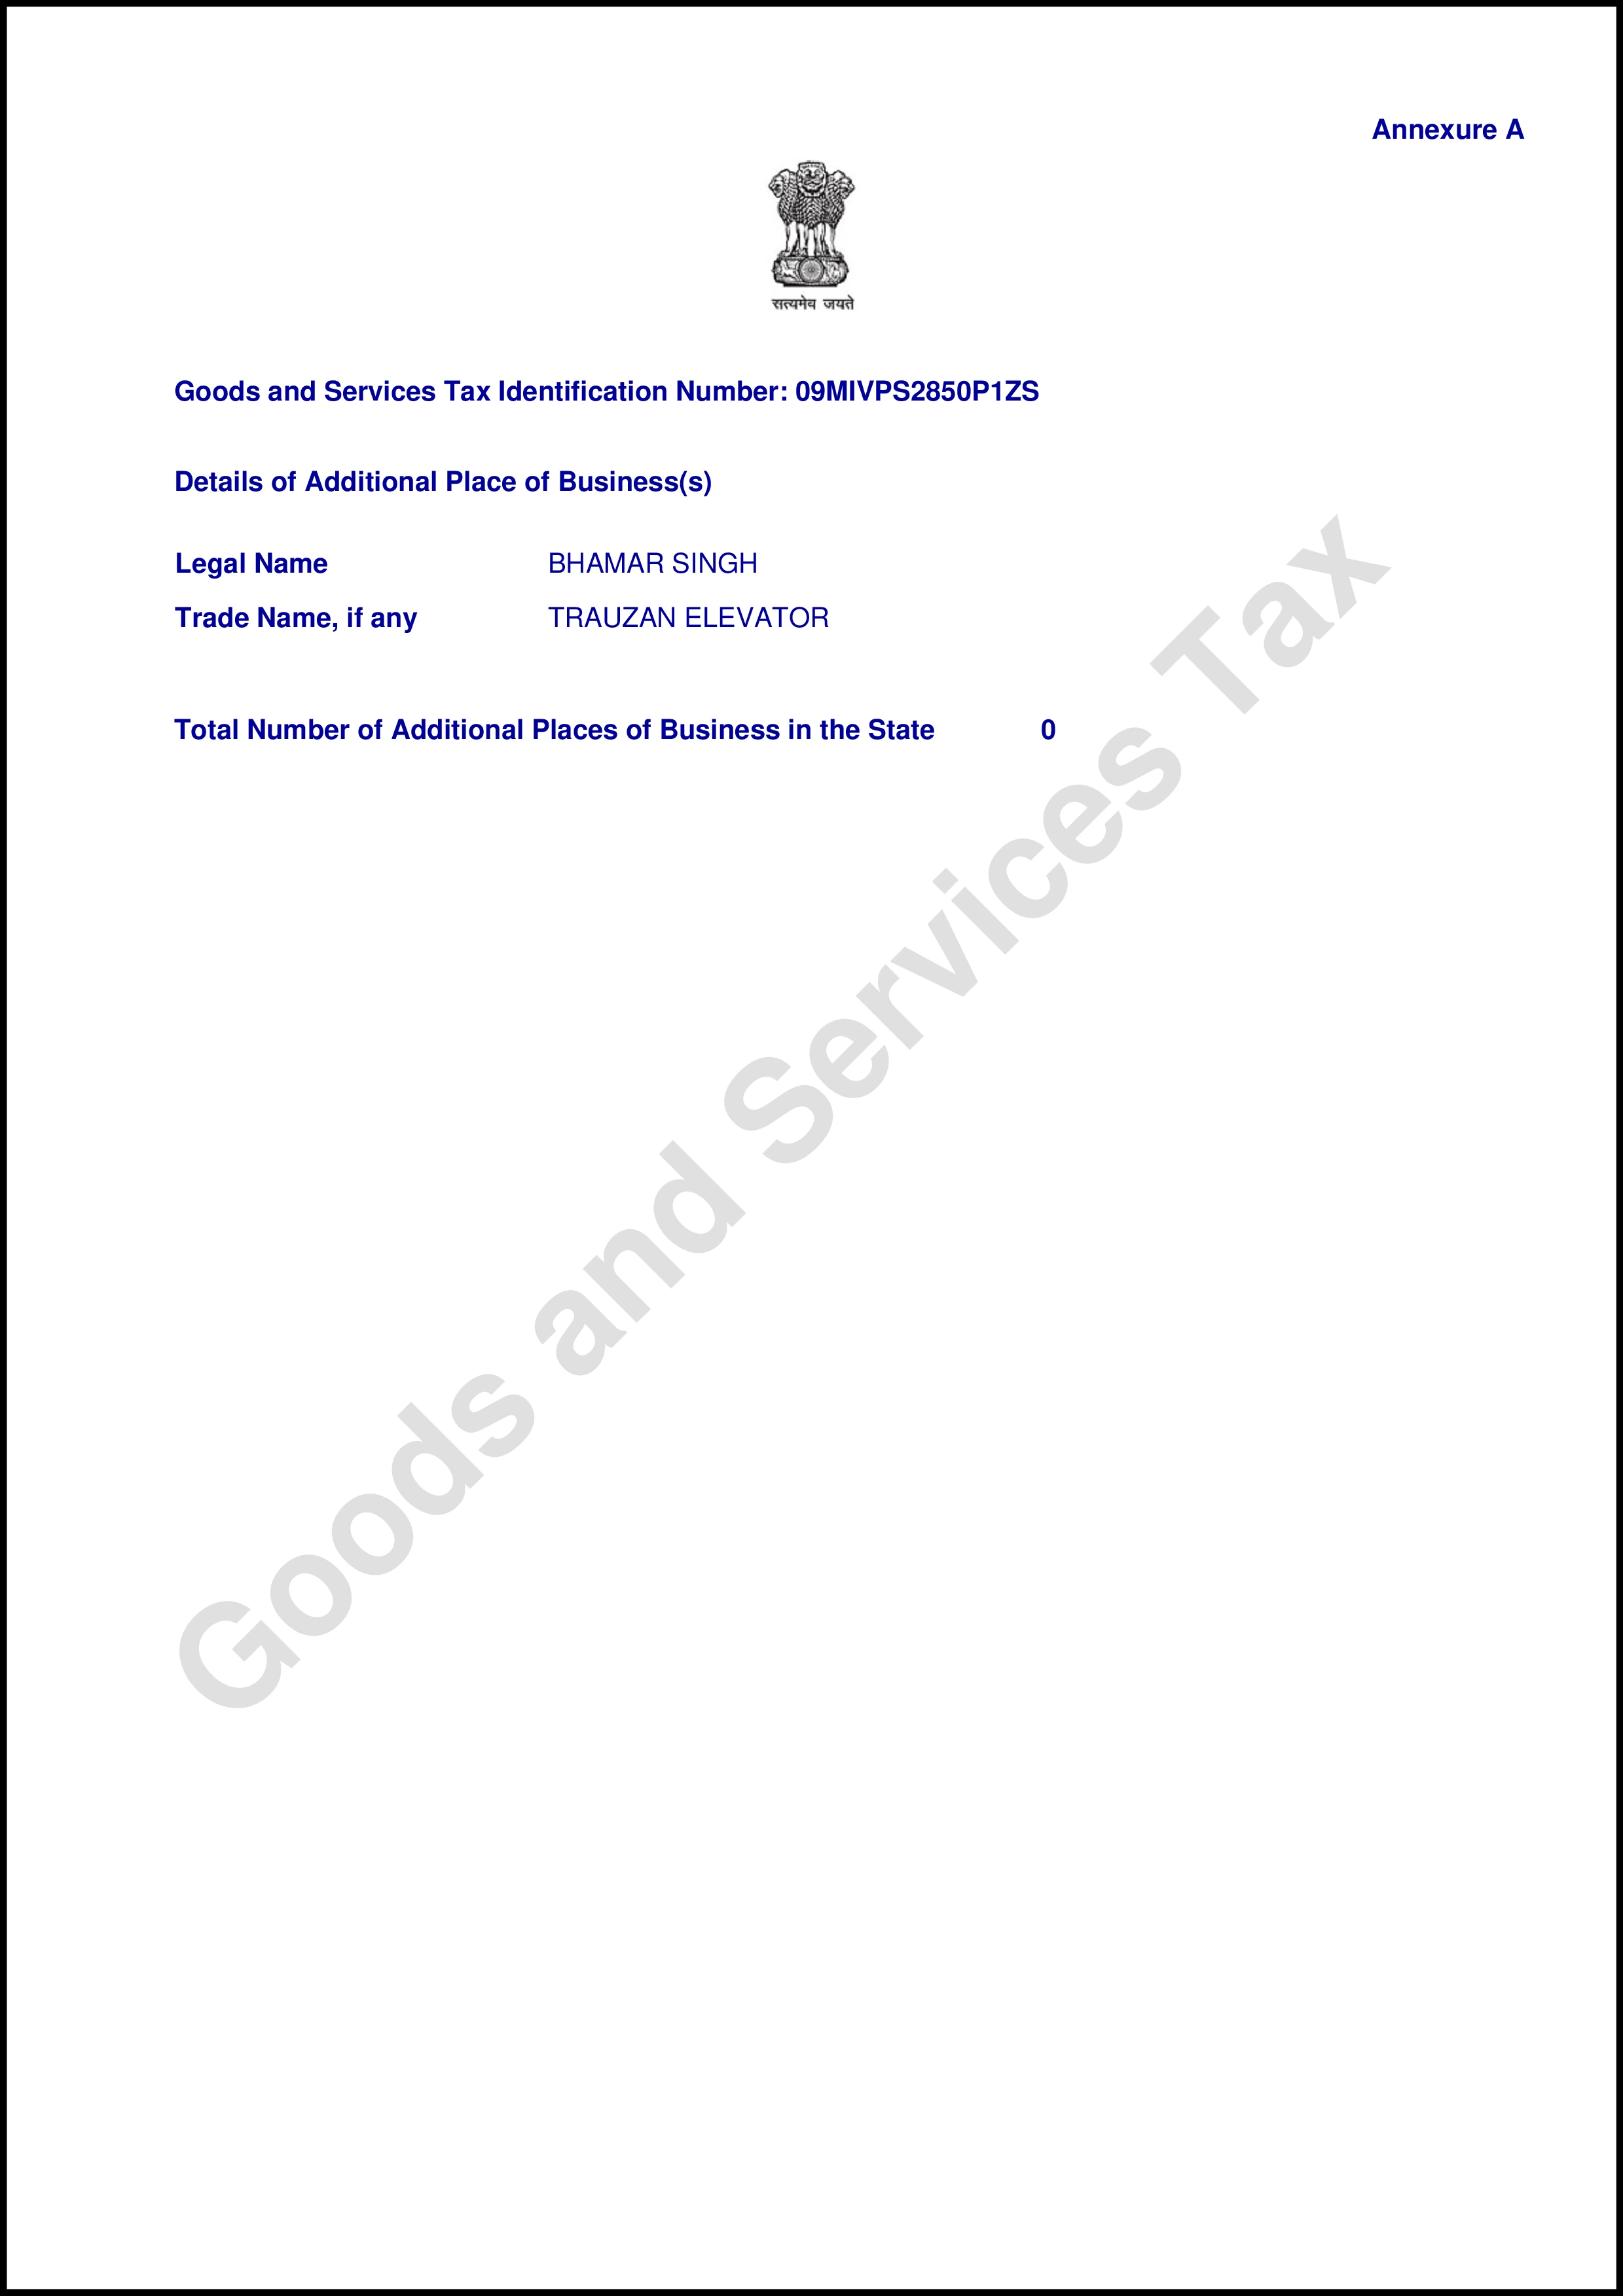 Annexure A
सत्यमेव जयते
Goods and Services Tax Identification Number: 09MIVPS2850P1ZS
Details of Additional Place of Business(s)
Legal Name BHAMAR SINGH
Trade Name, if any TRAUZAN ELEVATOR
Total Number of Additional Places of Business in the State 0
Goods and Services Tax